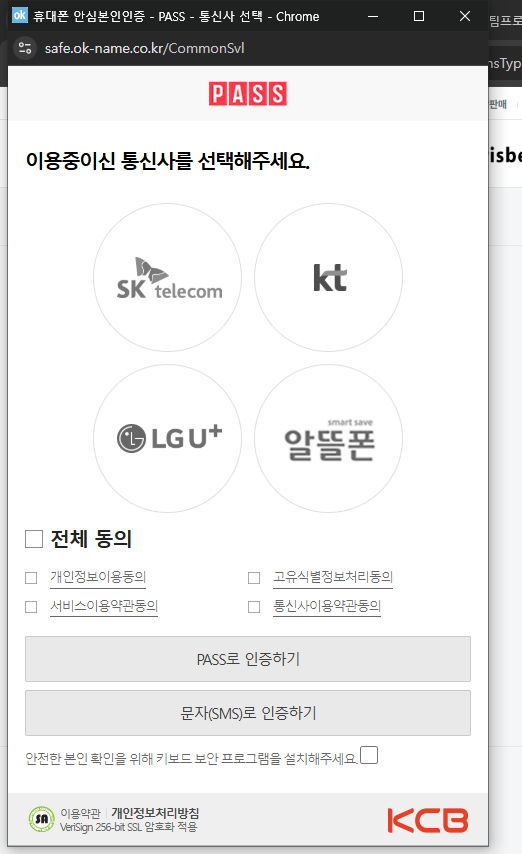 ok 휴대폰 안심본인인증 - PASS - 통신사 선택 - Chrome
팀프로
safe.ok-name.co.kr/CommonSvl
nsTyp
판매
PASS
isbe
이용중이신 통신사를 선택해주세요.
SK telecom
kt
LG U+
smart save
알뜰폰
전체 동의
개인정보이용동의
고유식별정보처리동의
서비스이용약관동의
통신사이용약관동의
PASS로 인증하기
문자(SMS)로 인증하기
안전한 본인 확인을 위해 키보드 보안 프로그램을 설치해주세요.
SA
이용약관 | 개인정보처리방침
VeriSign 256-bit SSL 암호화 적용
KCB